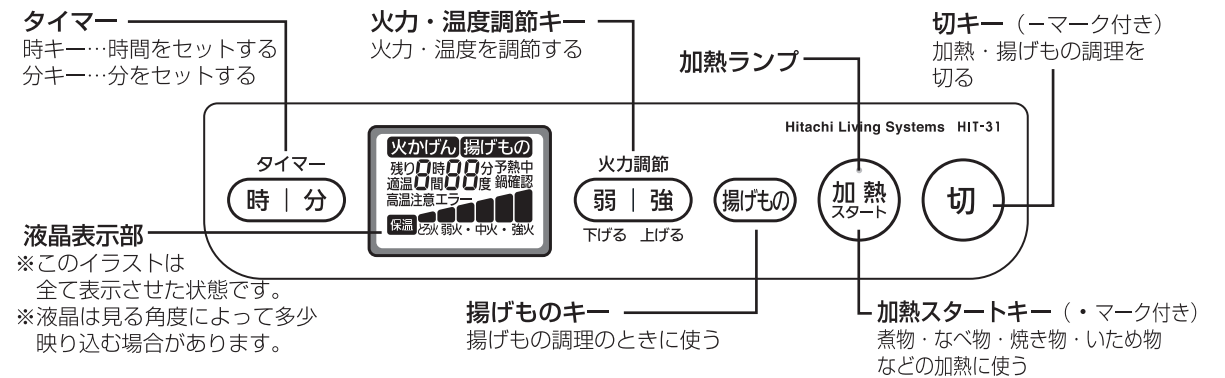 タイマー
時キー…時間をセットする
分キー…分をセットする
火力・温度調節キー
火力・温度を調節する
加熱ランプ
切キー（－マーク付き）
加熱・揚げもの調理を
切る
Hitachi Living Systems HIT-31
タイマー
時｜分
火かげん 揚げもの
残り0時88分予熱中
適温 間 度 鍋確認
高温注意エラー
保温 とろ火 弱火・中火・強火
火力調節
弱｜強
下げる 上げる
揚げもの
加熱
スタート
切
液晶表示部
※このイラストは
全て表示させた状態です。
※液晶は見る角度によって多少
映り込む場合があります。
揚げものキー
揚げもの調理のときに使う
加熱スタートキー（・マーク付き）
煮物・なべ物・焼き物・いため物
などの加熱に使う